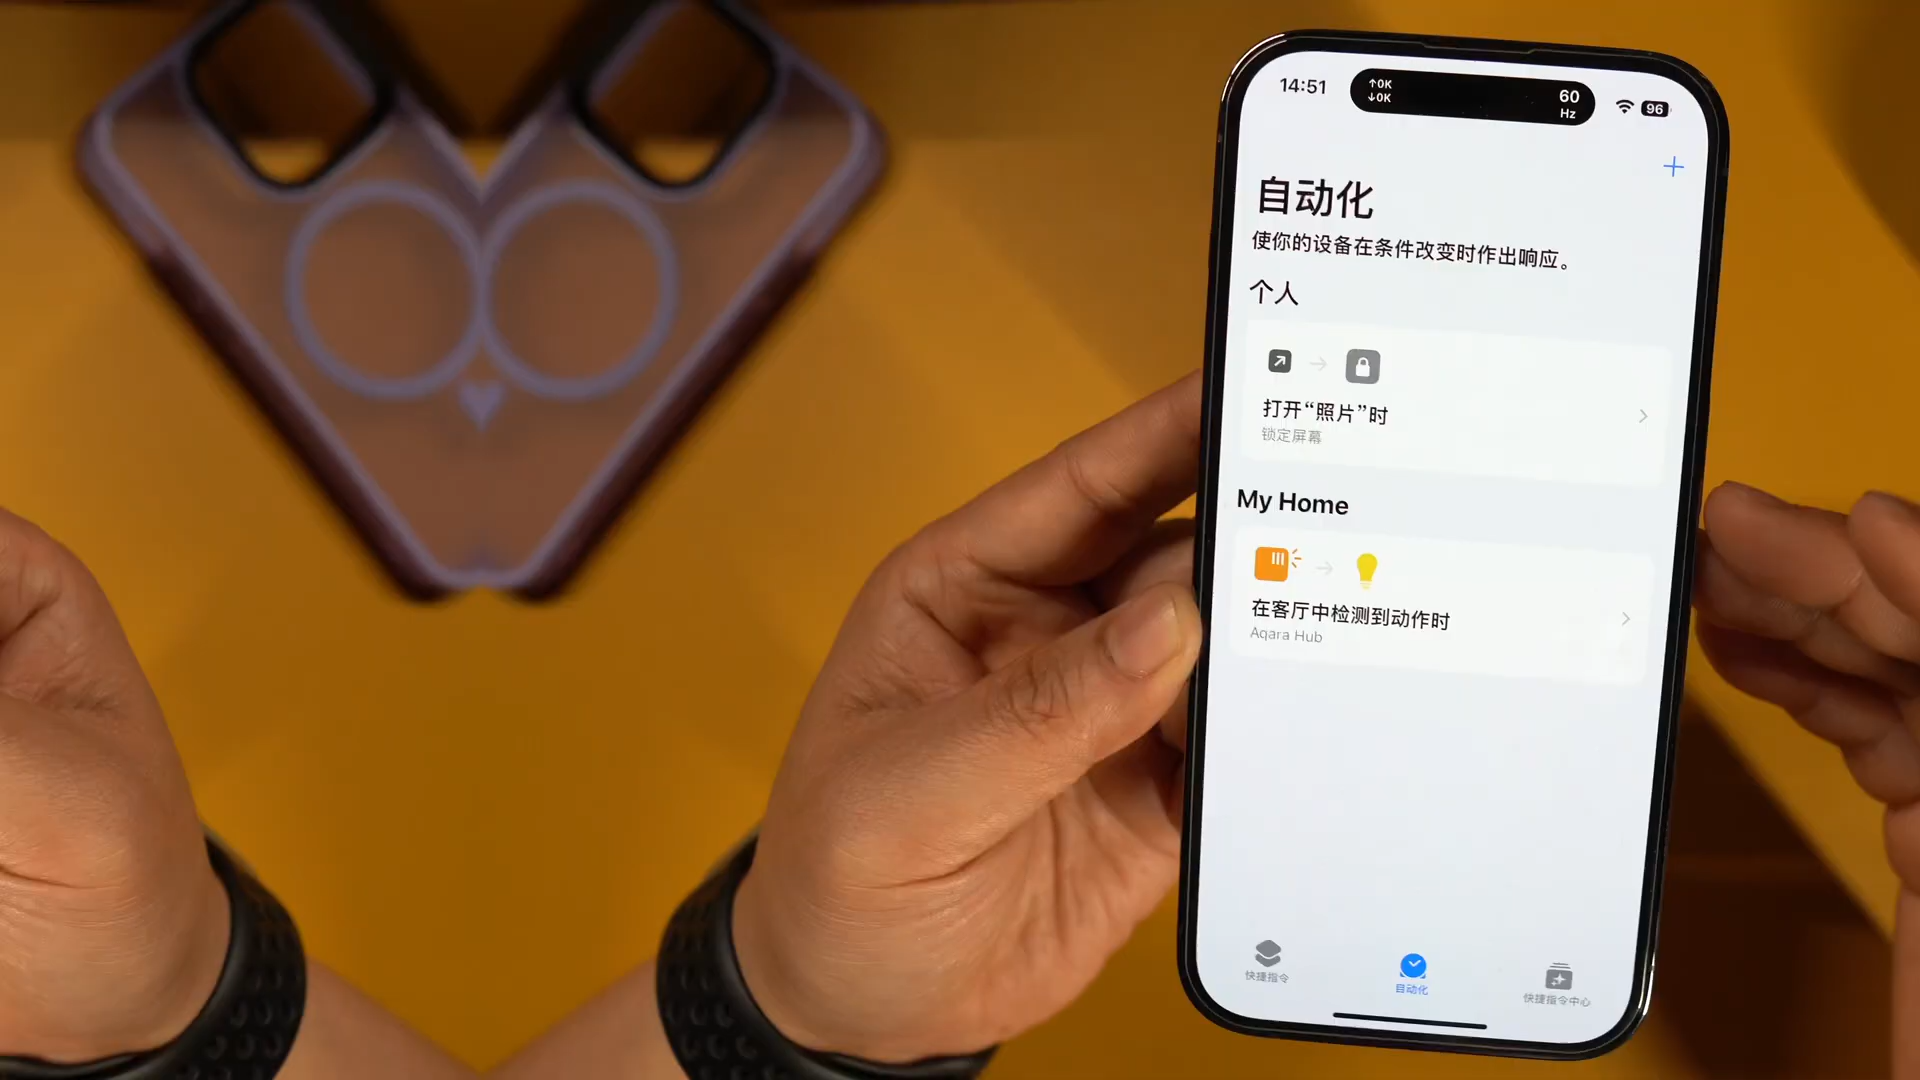 14:51
↑0K
↓0K
60
Hz
96
自动化
使你的设备在条件改变时作出响应。
个人
打开“照片”时
锁定屏幕
My Home
在客厅中检测到动作时
Aqara Hub
快捷指令
自动化
快捷指令中心